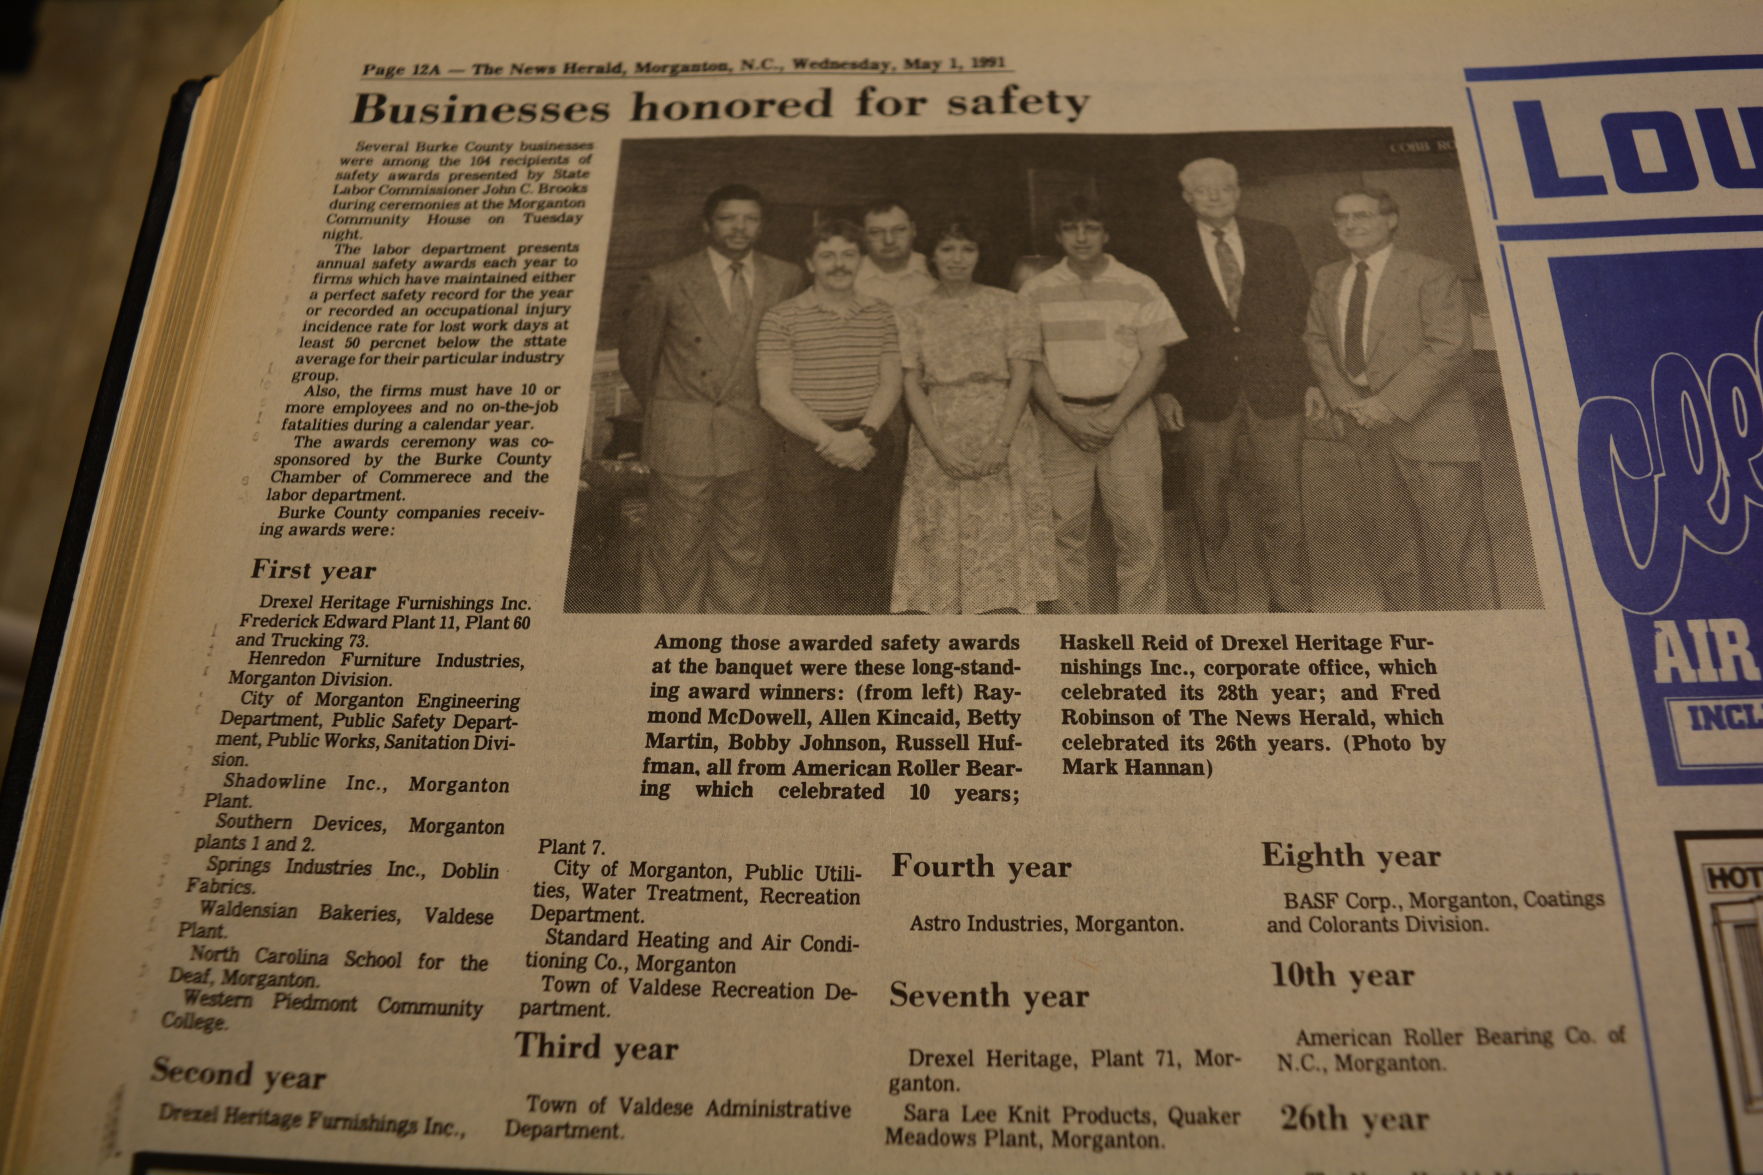 Page 12A — The News Herald, Morganton, N.C., Wednesday, May 1, 1991
Businesses honored for safety
Several Burke County businesses
were among the 104 recipients of
safety awards presented by State
Labor Commissioner John C. Brooks
during ceremonies at the Morganton
Community House on Tuesday
night.
The labor department presents
annual safety awards each year to
firms which have maintained either
a perfect safety record for the year
or recorded an occupational injury
incidence rate for lost work days at
least 50 percnet below the sttate
average for their particular industry
group.
Also, the firms must have 10 or
more employees and no on-the-job
fatalities during a calendar year.
The awards ceremony was co-
sponsored by the Burke County
Chamber of Commerece and the
labor department.
Burke County companies receiv-
ing awards were:
First year
Drexel Heritage Furnishings Inc.
Frederick Edward Plant 11, Plant 60
and Trucking 73.
Henredon Furniture Industries,
Morganton Division.
City of Morganton Engineering
Department, Public Safety Depart-
ment, Public Works, Sanitation Divi-
sion.
Shadowline Inc., Morganton
Plant.
Southern Devices, Morganton
plants 1 and 2.
Springs Industries Inc., Doblin
Fabrics.
Waldensian Bakeries, Valdese
Plant.
North Carolina School for the
Deaf, Morganton.
Western Piedmont Community
College.
Second year
Drexel Heritage Furnishings Inc.,
COBB RO
Among those awarded safety awards
at the banquet were these long-stand-
ing award winners: (from left) Ray-
mond McDowell, Allen Kincaid, Betty
Martin, Bobby Johnson, Russell Huf-
fman, all from American Roller Bear-
ing which celebrated 10 years;
Haskell Reid of Drexel Heritage Fur-
nishings Inc., corporate office, which
celebrated its 28th year; and Fred
Robinson of The News Herald, which
celebrated its 26th years. (Photo by
Mark Hannan)
Plant 7.
City of Morganton, Public Utili-
ties, Water Treatment, Recreation
Department.
Standard Heating and Air Condi-
tioning Co., Morganton
Town of Valdese Recreation De-
partment.
Third year
Town of Valdese Administrative
Department.
Fourth year
Astro Industries, Morganton.
Seventh year
Drexel Heritage, Plant 71, Mor-
ganton.
Sara Lee Knit Products, Quaker
Meadows Plant, Morganton.
Eighth year
BASF Corp., Morganton, Coatings
and Colorants Division.
10th year
American Roller Bearing Co. of
N.C., Morganton.
26th year
LOU
AIR
INCL
HOT